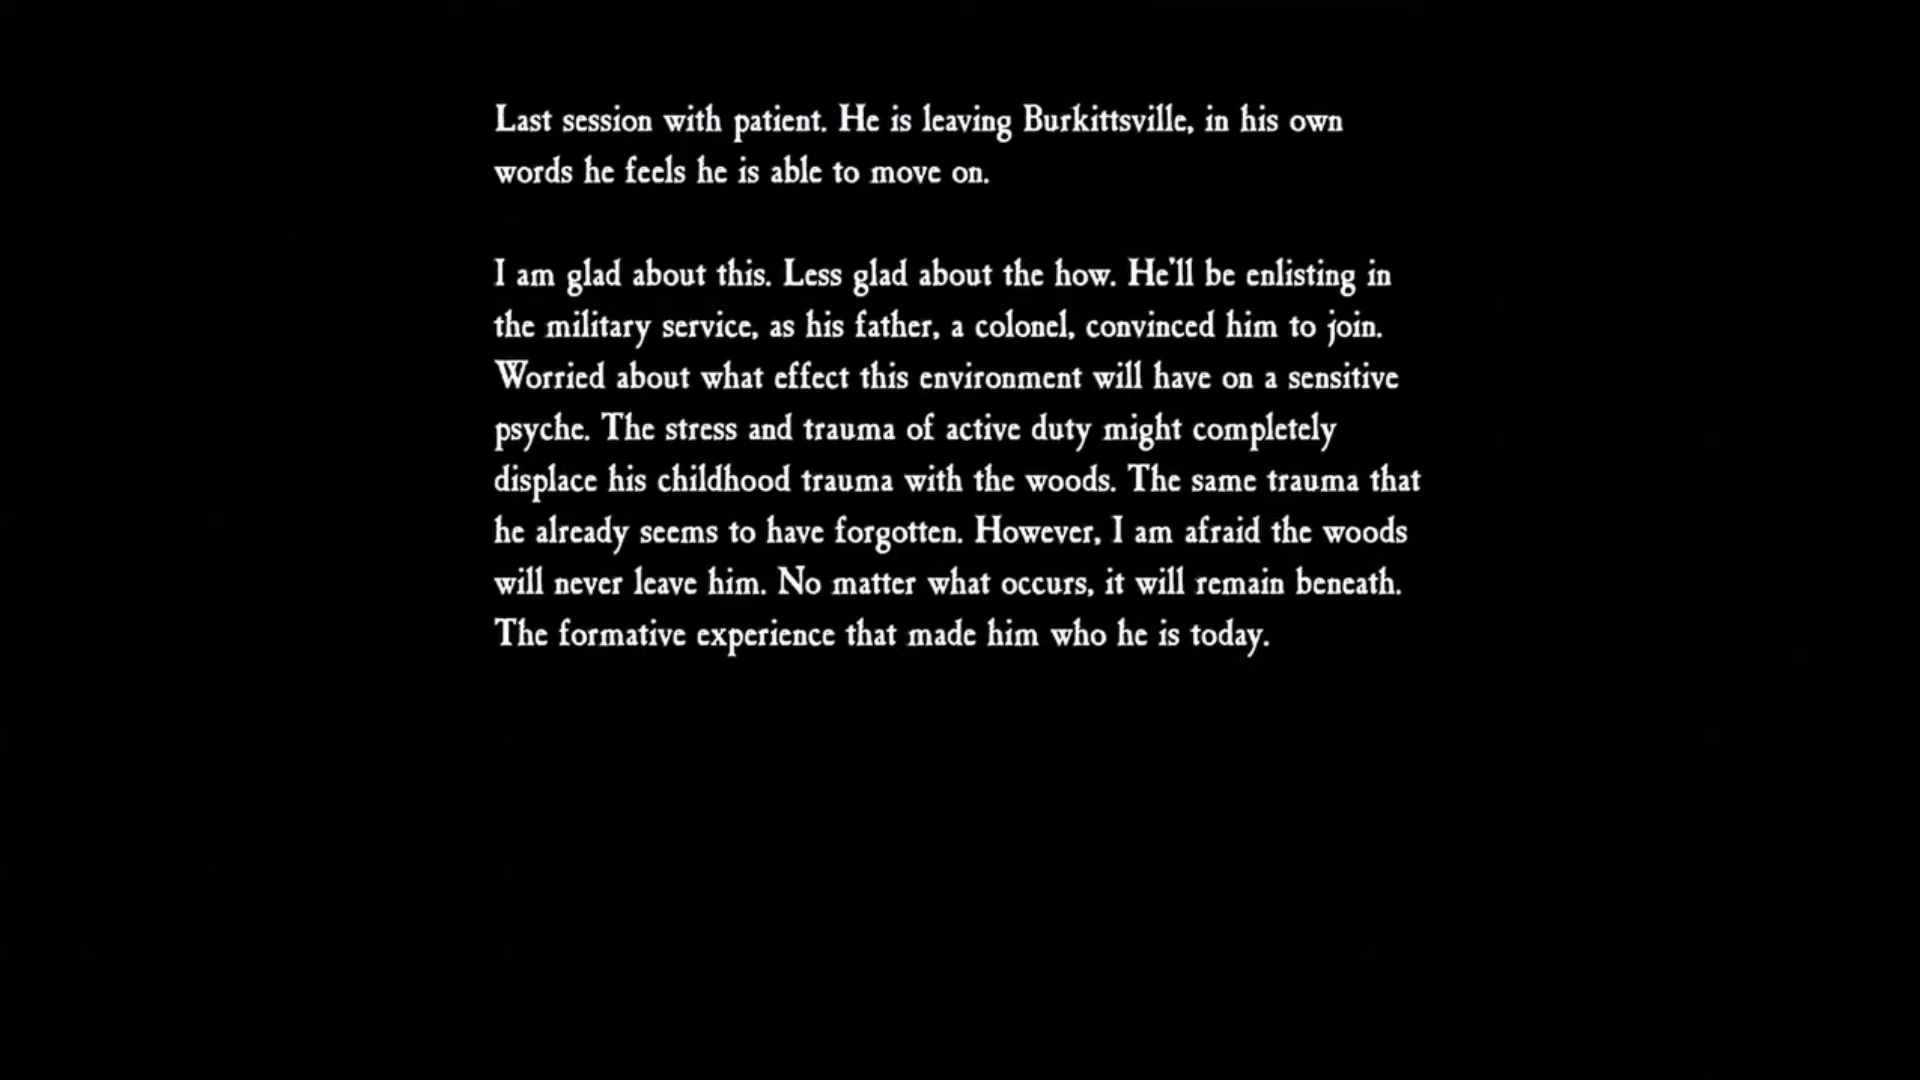 Last session with patient. He is leaving Burkittsville, in his own
words he feels he is able to move on.
I am glad about this. Less glad about the how. He'll be enlisting in
the military service, as his father, a colonel, convinced him to join.
Worried about what effect this environment will have on a sensitive
psyche. The stress and trauma of active duty might completely
displace his childhood trauma with the woods. The same trauma that
he already seems to have forgotten. However, I am afraid the woods
will never leave him. No matter what occurs, it will remain beneath.
The formative experience that made him who he is today.